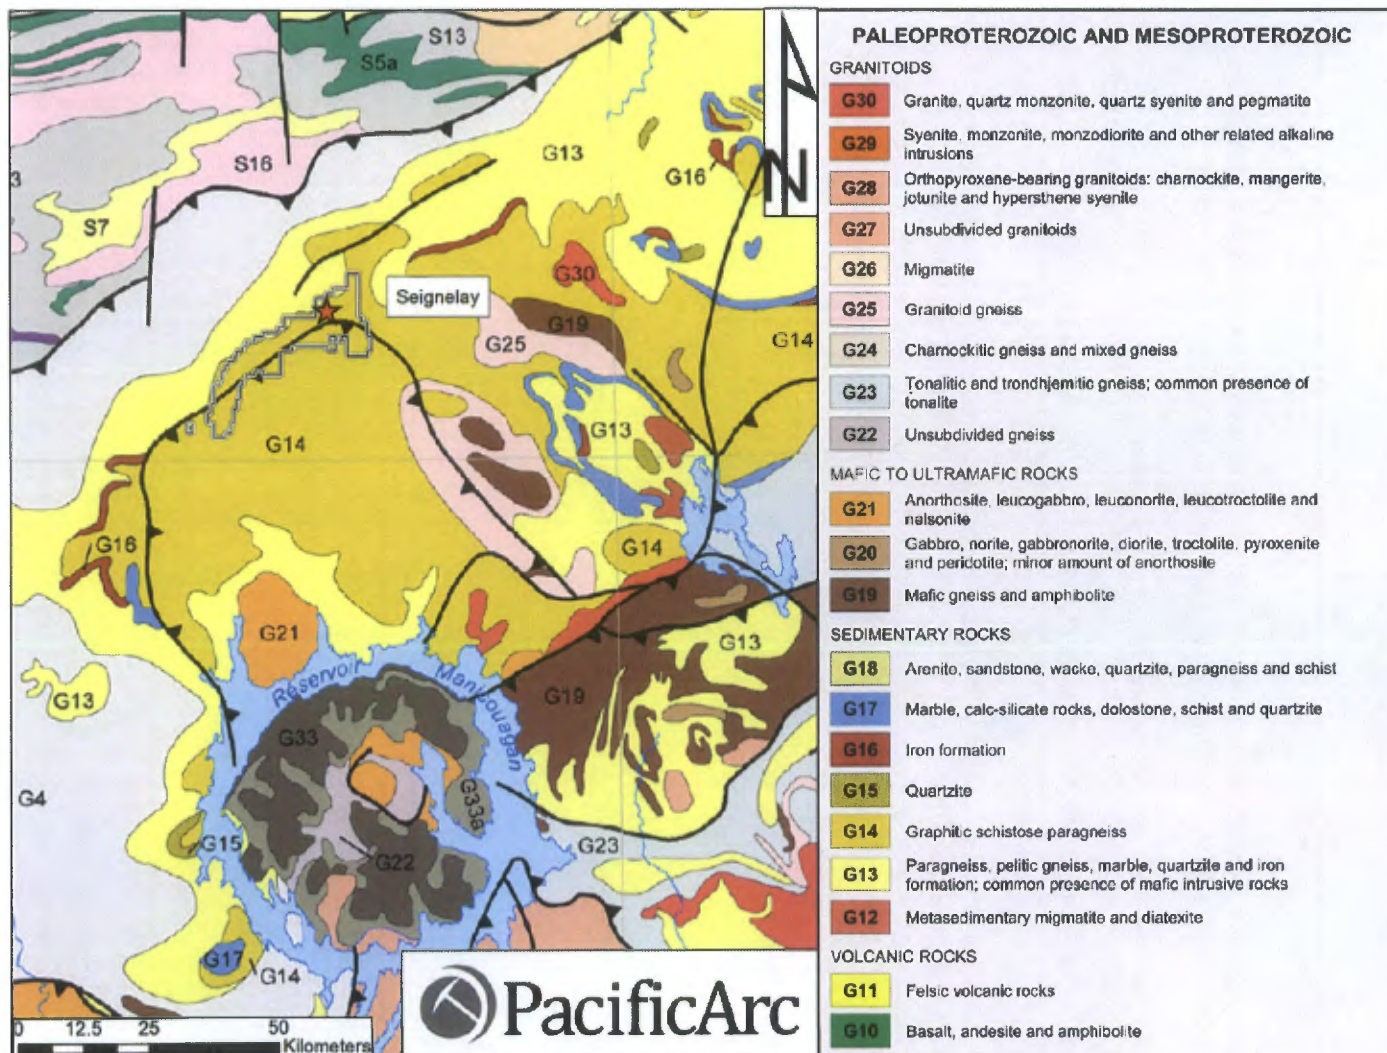 S13
S5a
G13
S16
G16
3
S7
G30
Seignelay
G19
G14
G25
G13
G14
G16
G14
G21
G13
Réservoir
Manicouagan
G13
G19
G33
G33a
G4
G15
G22
G23
G17
G14
N
PacificArc
0 12.5 25 50
Kilometers
PALEOPROTEROZOIC AND MESOPROTEROZOIC
GRANITOIDS
G30 Granite, quartz monzonite, quartz syenite and pegmatite
G29 Syenite, monzonite, monzodiorite and other related alkaline
intrusions
G28 Orthopyroxene-bearing granitoids: charnockite, mangerite,
jotunite and hypersthene syenite
G27 Unsubdivided granitoids
G26 Migmatite
G25 Granitoid gneiss
G24 Charnockitic gneiss and mixed gneiss
G23 Tonalitic and trondhjemitic gneiss; common presence of
tonalite
G22 Unsubdivided gneiss
MAFIC TO ULTRAMAFIC ROCKS
G21 Anorthosite, leucogabbro, leuconorite, leucotroctolite and
nelsonite
G20 Gabbro, norite, gabbronorite, diorite, troctolite, pyroxenite
and peridotite; minor amount of anorthosite
G19 Mafic gneiss and amphibolite
SEDIMENTARY ROCKS
G18 Arenite, sandstone, wacke, quartzite, paragneiss and schist
G17 Marble, calc-silicate rocks, dolostone, schist and quartzite
G16 Iron formation
G15 Quartzite
G14 Graphitic schistose paragneiss
G13 Paragneiss, pelitic gneiss, marble, quartzite and iron
formation; common presence of mafic intrusive rocks
G12 Metasedimentary migmatite and diatexite
VOLCANIC ROCKS
G11 Felsic volcanic rocks
G10 Basalt, andesite and amphibolite